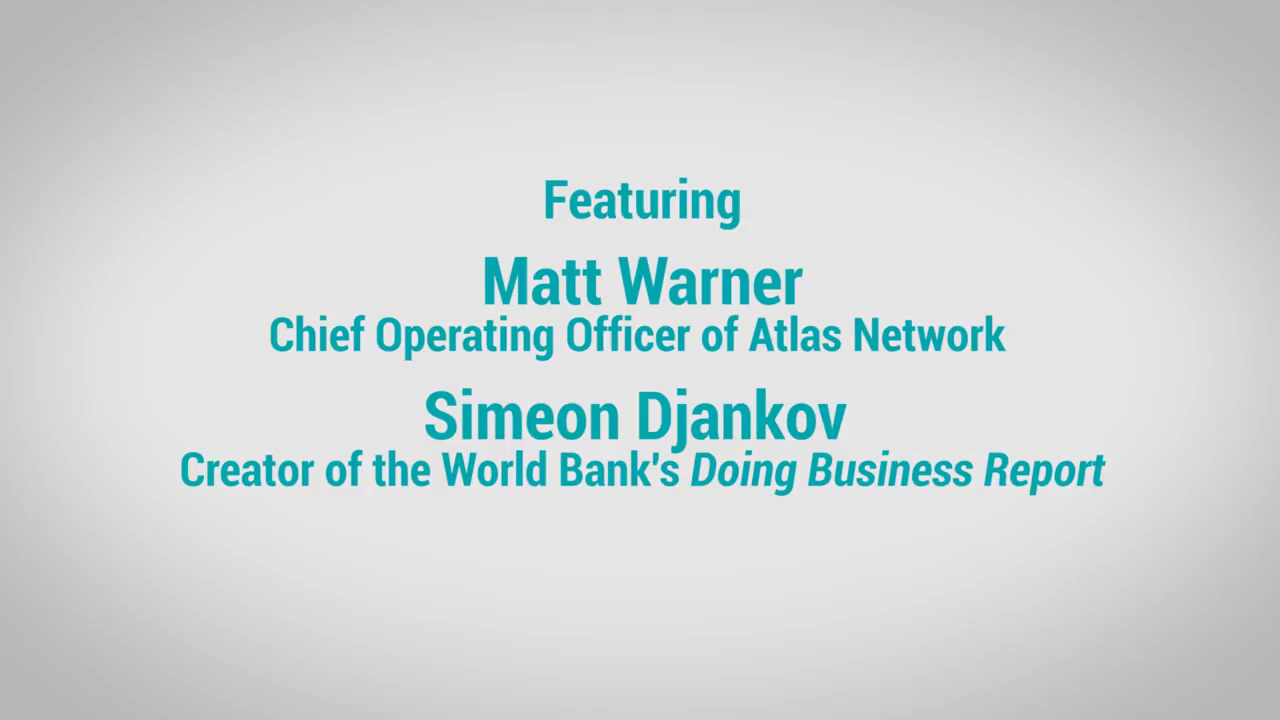 Featuring
Matt Warner
Chief Operating Officer of Atlas Network
Simeon Djankov
Creator of the World Bank's Doing Business Report